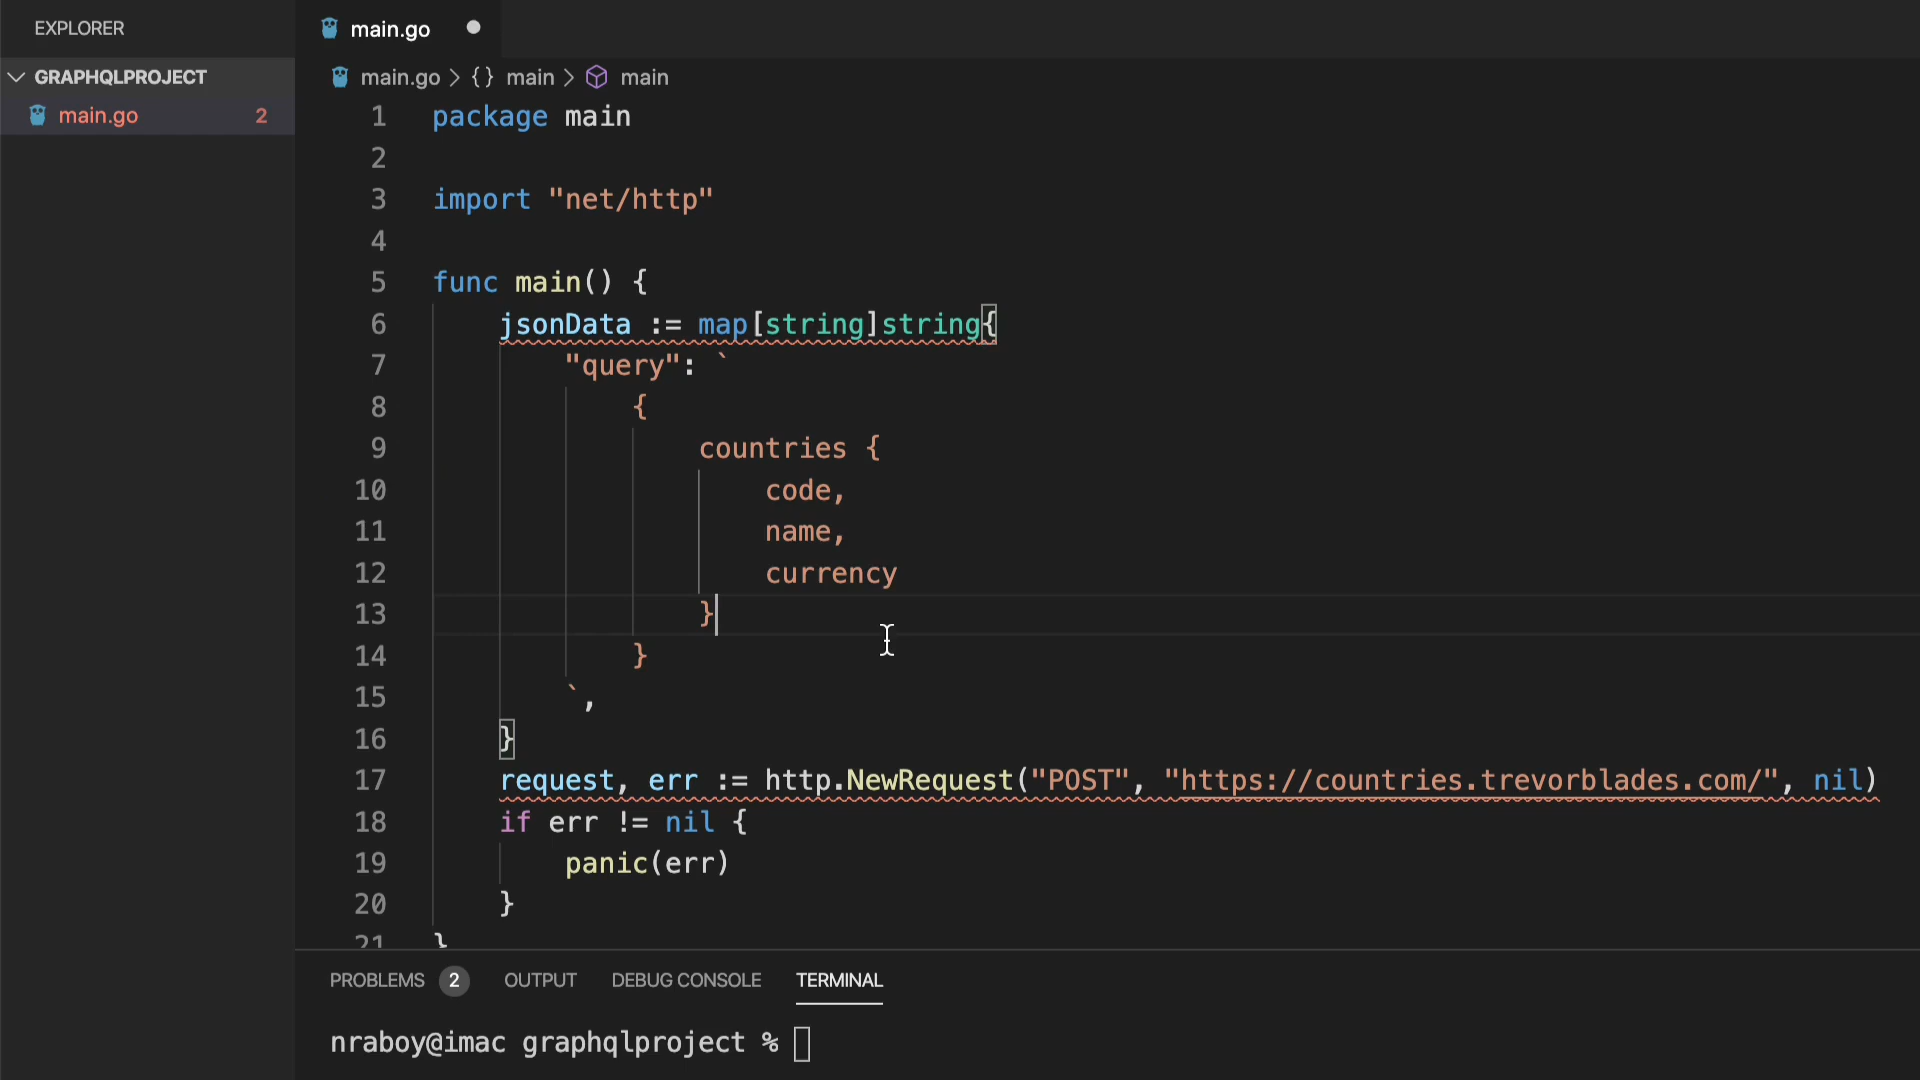 EXPLORER
GRAPHQLPROJECT
main.go 2
main.go
main.go > {} main > main
1 package main
2
3 import "net/http"
4
5 func main() {
6 jsonData := map[string]string{
7 "query": `
8 {
9 countries {
10 code,
11 name,
12 currency
13 }
14 }
15 `,
16 }
17 request, err := http.NewRequest("POST", "https://countries.trevorblades.com/", nil)
18 if err != nil {
19 panic(err)
20 }
21 }
PROBLEMS 2 OUTPUT DEBUG CONSOLE TERMINAL
nraboy@imac graphqlproject %